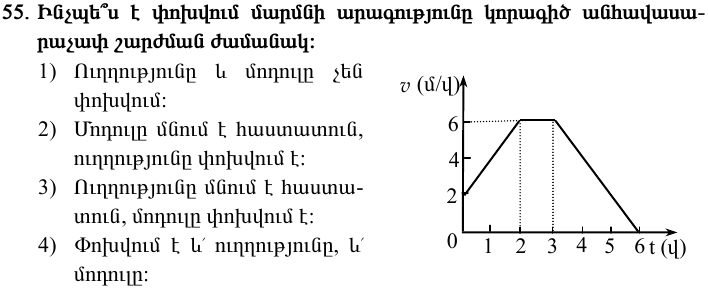 55. Ինչպե՞ս է փոխվում մարմնի արագությունը կորագիծ անհավասա-
րաչափ շարժման ժամանակ:
1) Ուղղությունը և մոդուլը չեն
փոխվում:
2) Մոդուլը մնում է հաստատուն,
ուղղությունը փոխվում է:
3) Ուղղությունը մնում է հաստա-
տուն, մոդուլը փոխվում է:
4) Փոխվում է և՛ ուղղությունը, և՛
մոդուլը:
v (մ/վ)
6
4
2
0 1 2 3 4 5 6 t (վ)